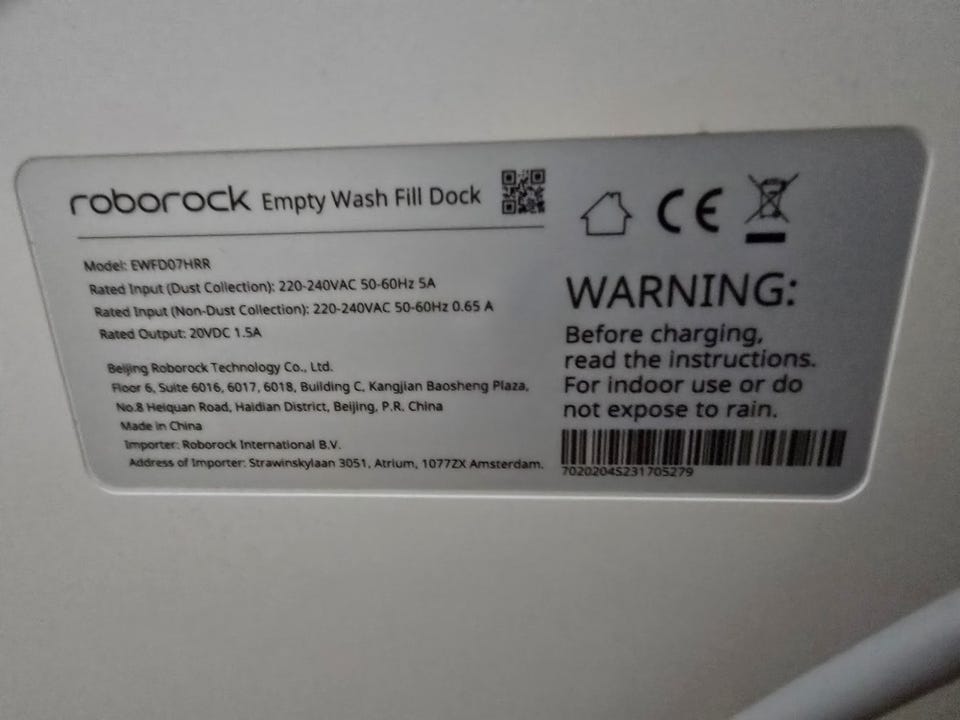 roborock Empty Wash Fill Dock
Model: EWFD07HRR
Rated Input (Dust Collection): 220-240VAC 50-60Hz 5A
Rated Input (Non-Dust Collection): 220-240VAC 50-60Hz 0.65 A
Rated Output: 20VDC 1.5A
Beijing Roborock Technology Co., Ltd.
Floor 6, Suite 6016, 6017, 6018, Building C, Kangjian Baosheng Plaza,
No.8 Heiquan Road, Haidian District, Beijing, P.R. China
Made in China
Importer: Roborock International B.V.
Address of Importer: Strawinskylaan 3051, Atrium, 1077ZX Amsterdam.
CE
WARNING:
Before charging,
read the instructions.
For indoor use or do
not expose to rain.
70202045231705279